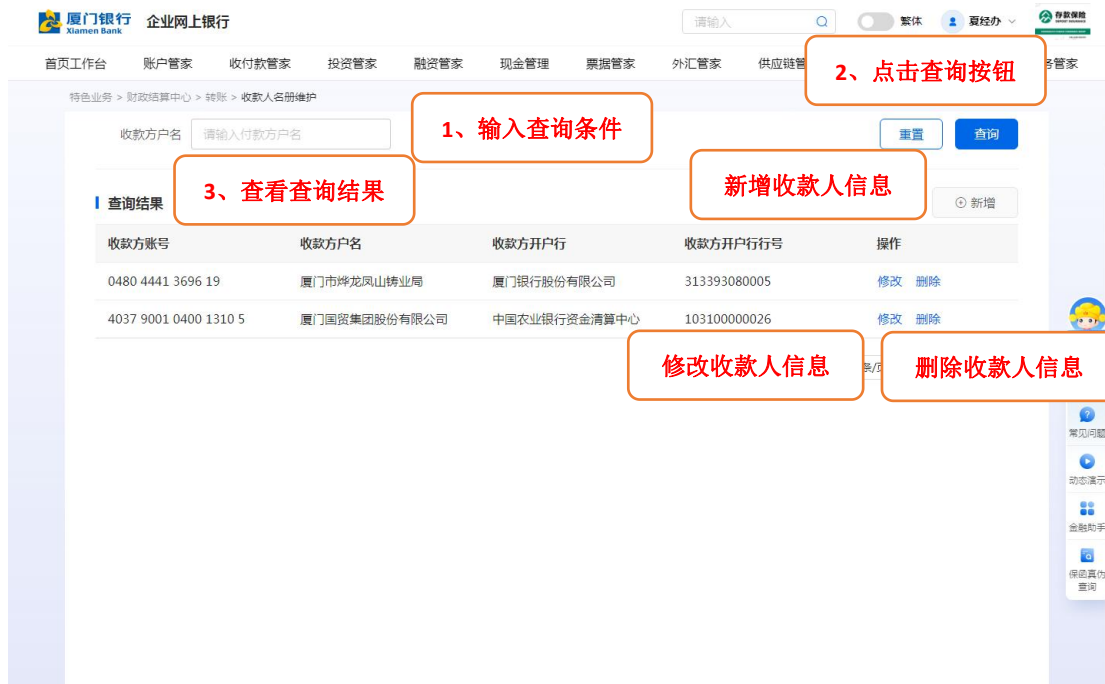 厦门银行 企业网上银行
Xiamen Bank
请输入 繁体 夏经办 存款保险
首页工作台 账户管家 收付款管家 投资管家 融资管家 现金管理 票据管家 外汇管家 供应链管 务管家
2、点击查询按钮
特色业务 > 财政结算中心 > 转账 > 收款人名册维护
1、输入查询条件
收款方户名 请输入付款方户名 重置 查询
3、查看查询结果
新增收款人信息
查询结果 新增
收款方账号 收款方户名 收款方开户行 收款方开户行行号 操作
0480 4441 3696 19 厦门市烨龙凤山铸业局 厦门银行股份有限公司 313393080005 修改 删除
4037 9001 0400 1310 5 厦门国贸集团股份有限公司 中国农业银行资金清算中心 103100000026 修改 删除
修改收款人信息 条/页 删除收款人信息
常见问题
动态演示
金融助手
保函真伪
查询